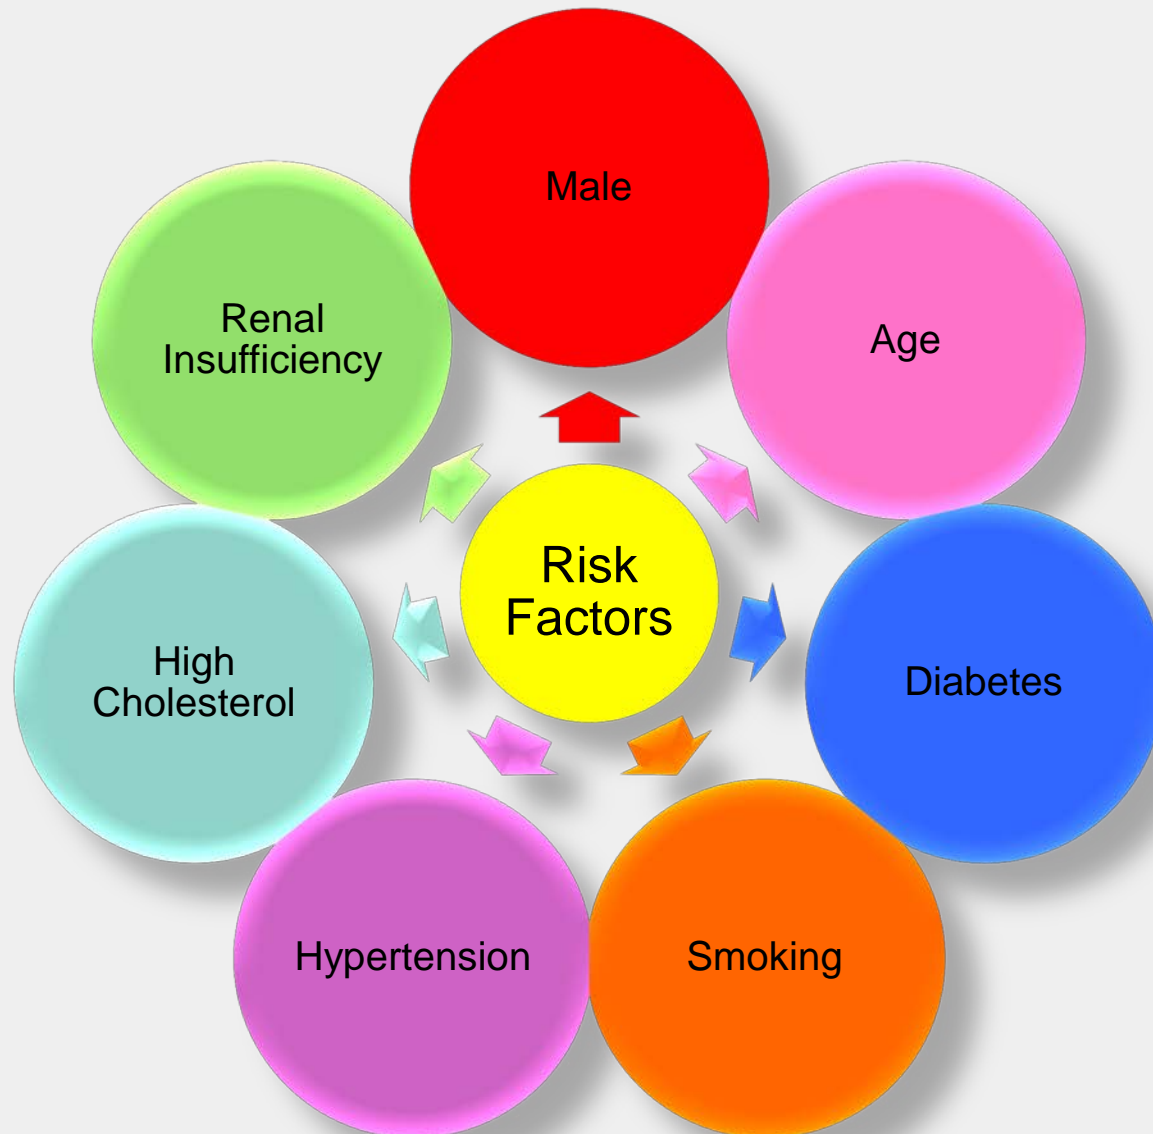 Male
Age
Renal
Insufficiency
Risk
Factors
High
Cholesterol
Diabetes
Hypertension
Smoking